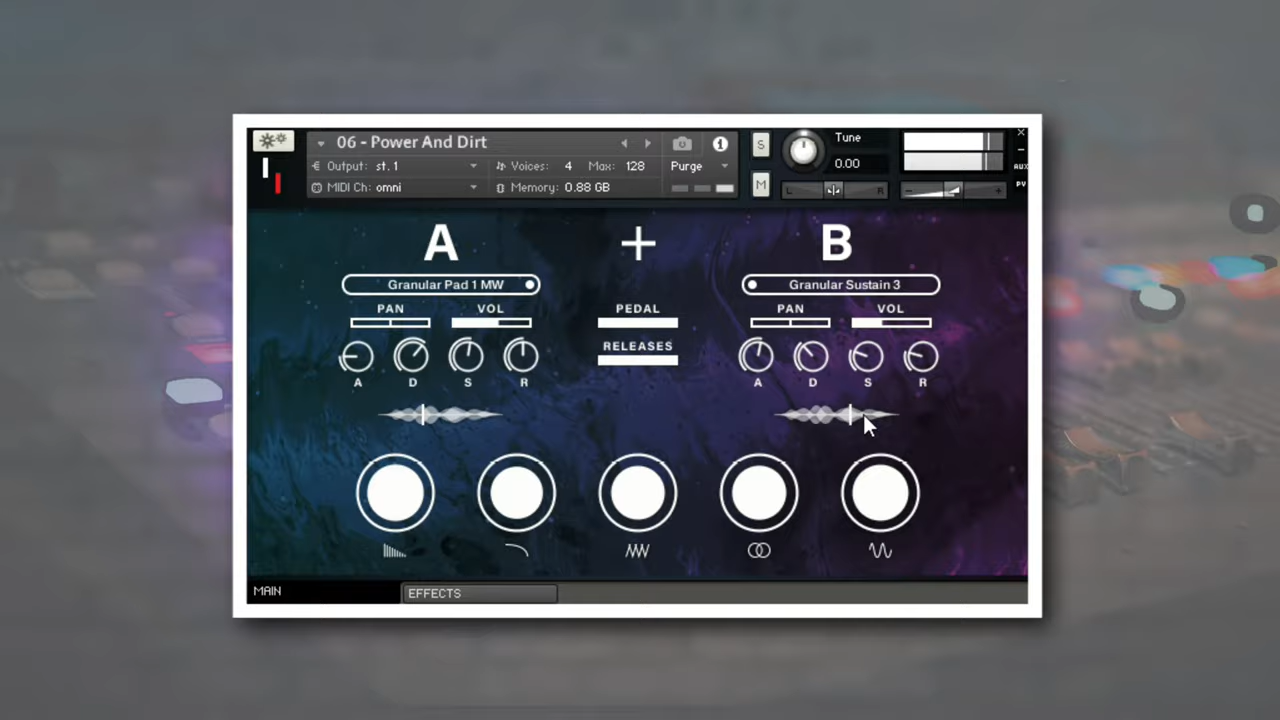 06 - Power And Dirt
Output: st. 1
Voices: 4 Max: 128
Purge
MIDI Ch: omni
Memory: 0.88 GB
S
M
Tune
0.00
L R
AUX
PV
A
+
B
Granular Pad 1 MW
Granular Sustain 3
PAN VOL
PEDAL
PAN VOL
RELEASES
A D S R
A D S R
MAIN
EFFECTS